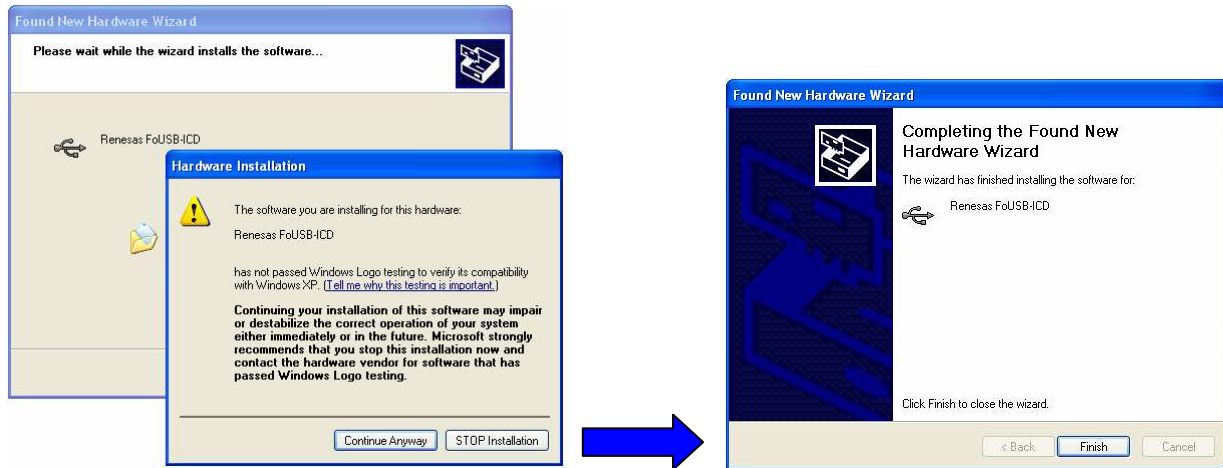 Found New Hardware Wizard
Please wait while the wizard installs the software...
Renesas FoUSB-ICD
Hardware Installation
The software you are installing for this hardware:
Renesas FoUSB-ICD
has not passed Windows Logo testing to verify its compatibility
with Windows XP. (Tell me why this testing is important.)
Continuing your installation of this software may impair
or destabilize the correct operation of your system
either immediately or in the future. Microsoft strongly
recommends that you stop this installation now and
contact the hardware vendor for software that has
passed Windows Logo testing.
Continue Anyway
STOP Installation
Found New Hardware Wizard
Completing the Found New
Hardware Wizard
The wizard has finished installing the software for:
Renesas FoUSB-ICD
Click Finish to close the wizard.
< Back
Finish
Cancel